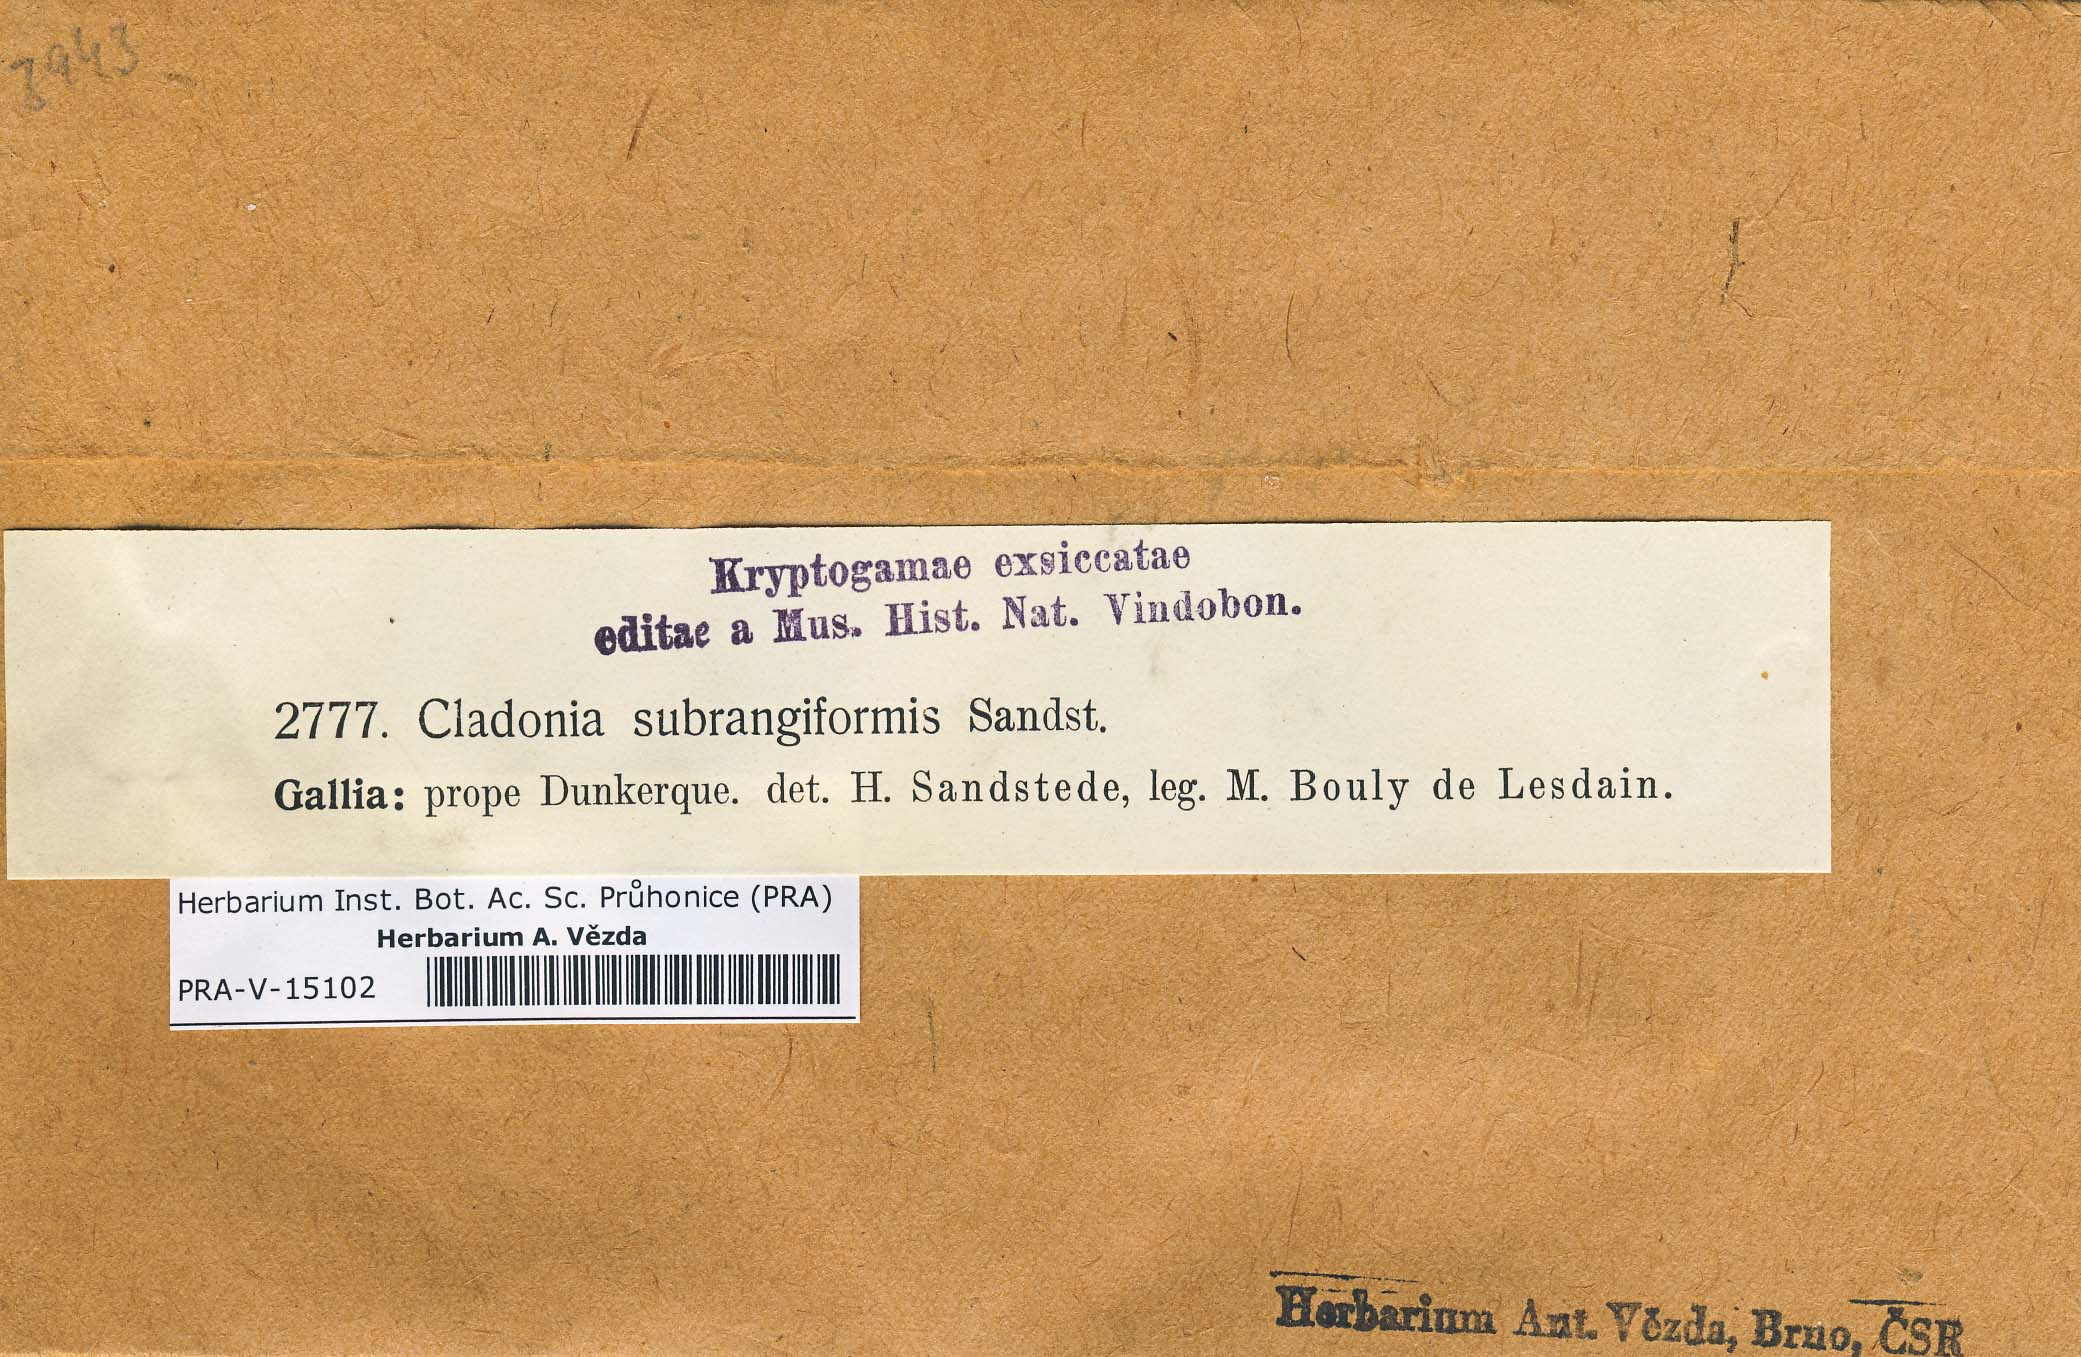 Kryptogamae exsiccatae
editae a Mus. Hist. Nat. Vindobon.
2777. Cladonia subrangiformis Sandst.
Gallia: prope Dunkerque. det. H. Sandstede, leg. M. Bouly de Lesdain.
Herbarium Inst. Bot. Ac. Sc. Průhonice (PRA)
Herbarium A. Vězda
PRA-V-15102
Herbarium Ant. Vězda, Brno, ČSR